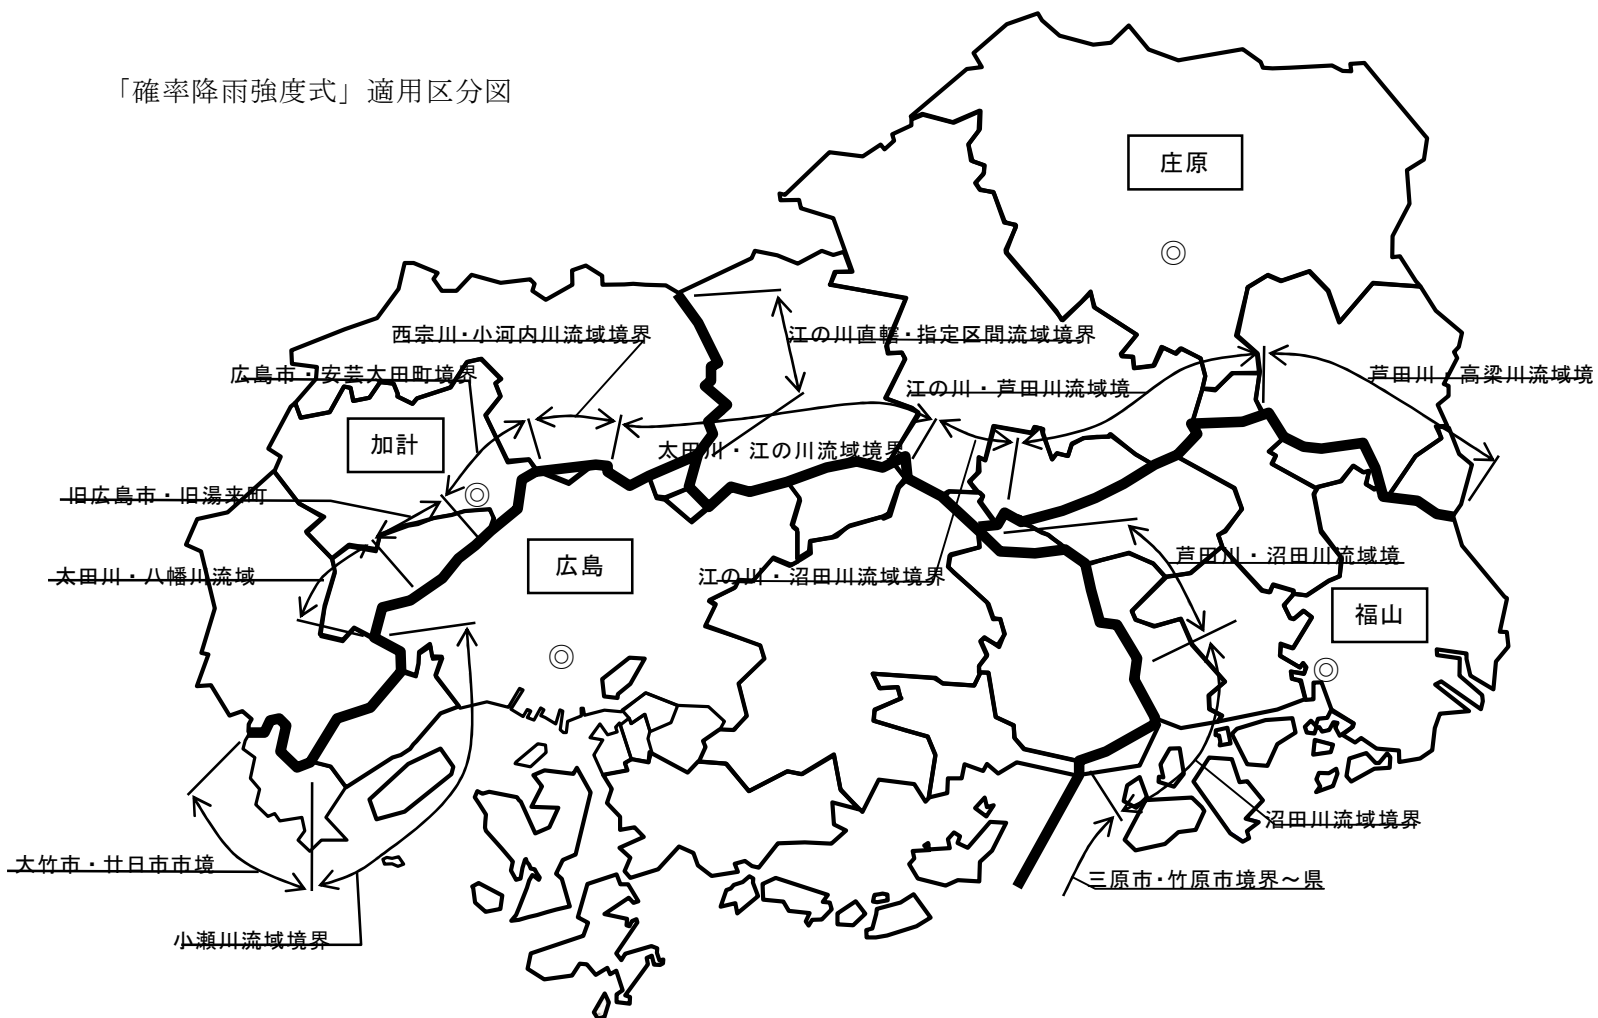 「確率降雨強度式」適用区分図
庄原
西宗川・小河内川流域境界
江の川直轄・指定区間流域境界
広島市・安芸太田町境界
江の川・芦田川流域境
芦田川・高梁川流域境
加計
太田川・江の川流域境界
旧広島市・旧湯来町
広島
芦田川・沼田川流域境
太田川・八幡川流域
江の川・沼田川流域境界
福山
沼田川流域境界
大竹市・廿日市市境
三原市・竹原市境界～県
小瀬川流域境界